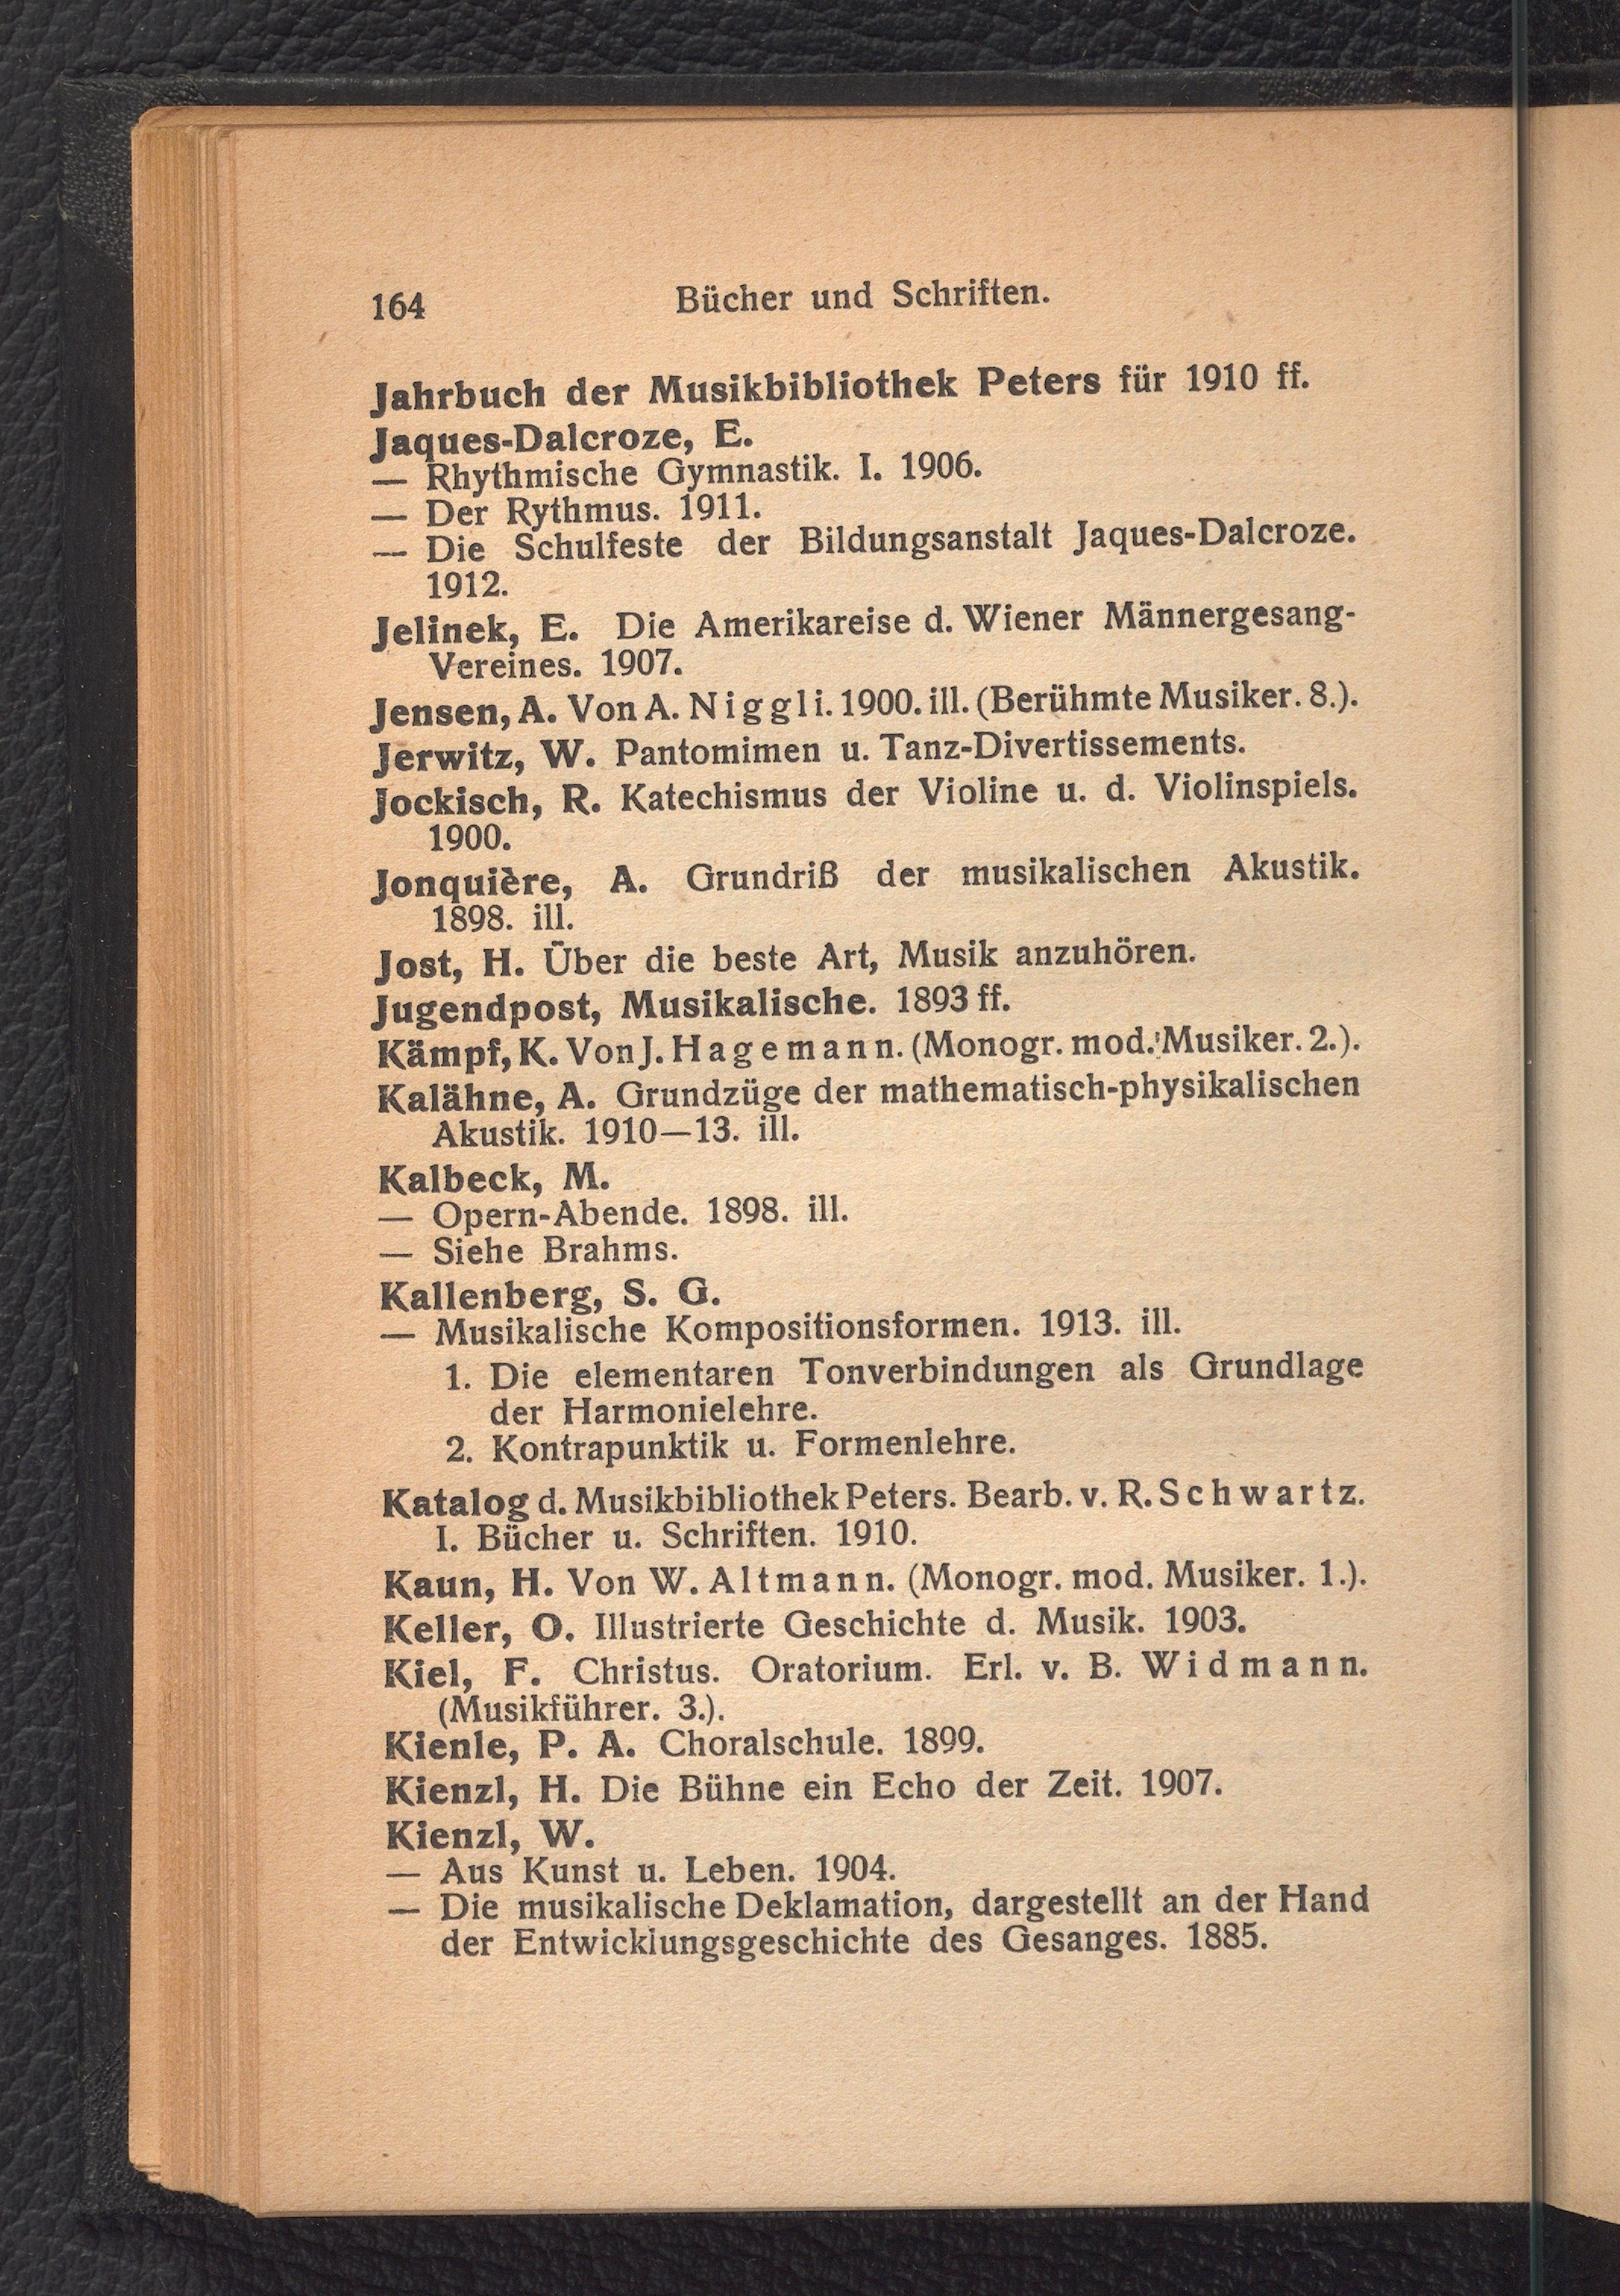 164 Bücher und Schriften.
Jahrbuch der Musikbibliothek Peters für 1910 ff.
Jaques-Dalcroze, E.
— Rhythmische Gymnastik. I. 1906.
— Der Rythmus. 1911.
— Die Schulfeste der Bildungsanstalt Jaques-Dalcroze.
1912.
Jelinek, E. Die Amerikareise d. Wiener Männergesang-
Vereines. 1907.
Jensen, A. Von A. Niggli. 1900. ill. (Berühmte Musiker. 8.).
Jerwitz, W. Pantomimen u. Tanz-Divertissements.
Jockisch, R. Katechismus der Violine u. d. Violinspiels.
1900.
Jonquière, A. Grundriß der musikalischen Akustik.
1898. ill.
Jost, H. Über die beste Art, Musik anzuhören.
Jugendpost, Musikalische. 1893 ff.
Kämpf, K. Von J. Hagemann. (Monogr. mod. Musiker. 2.).
Kalähne, A. Grundzüge der mathematisch-physikalischen
Akustik. 1910—13. ill.
Kalbeck, M.
— Opern-Abende. 1898. ill.
— Siehe Brahms.
Kallenberg, S. G.
— Musikalische Kompositionsformen. 1913. ill.
1. Die elementaren Tonverbindungen als Grundlage
der Harmonielehre.
2. Kontrapunktik u. Formenlehre.
Katalog d. Musikbibliothek Peters. Bearb. v. R. Schwartz.
I. Bücher u. Schriften. 1910.
Kaun, H. Von W. Altmann. (Monogr. mod. Musiker. 1.).
Keller, O. Illustrierte Geschichte d. Musik. 1903.
Kiel, F. Christus. Oratorium. Erl. v. B. Widmann.
(Musikführer. 3.).
Kienle, P. A. Choralschule. 1899.
Kienzl, H. Die Bühne ein Echo der Zeit. 1907.
Kienzl, W.
— Aus Kunst u. Leben. 1904.
— Die musikalische Deklamation, dargestellt an der Hand
der Entwicklungsgeschichte des Gesanges. 1885.